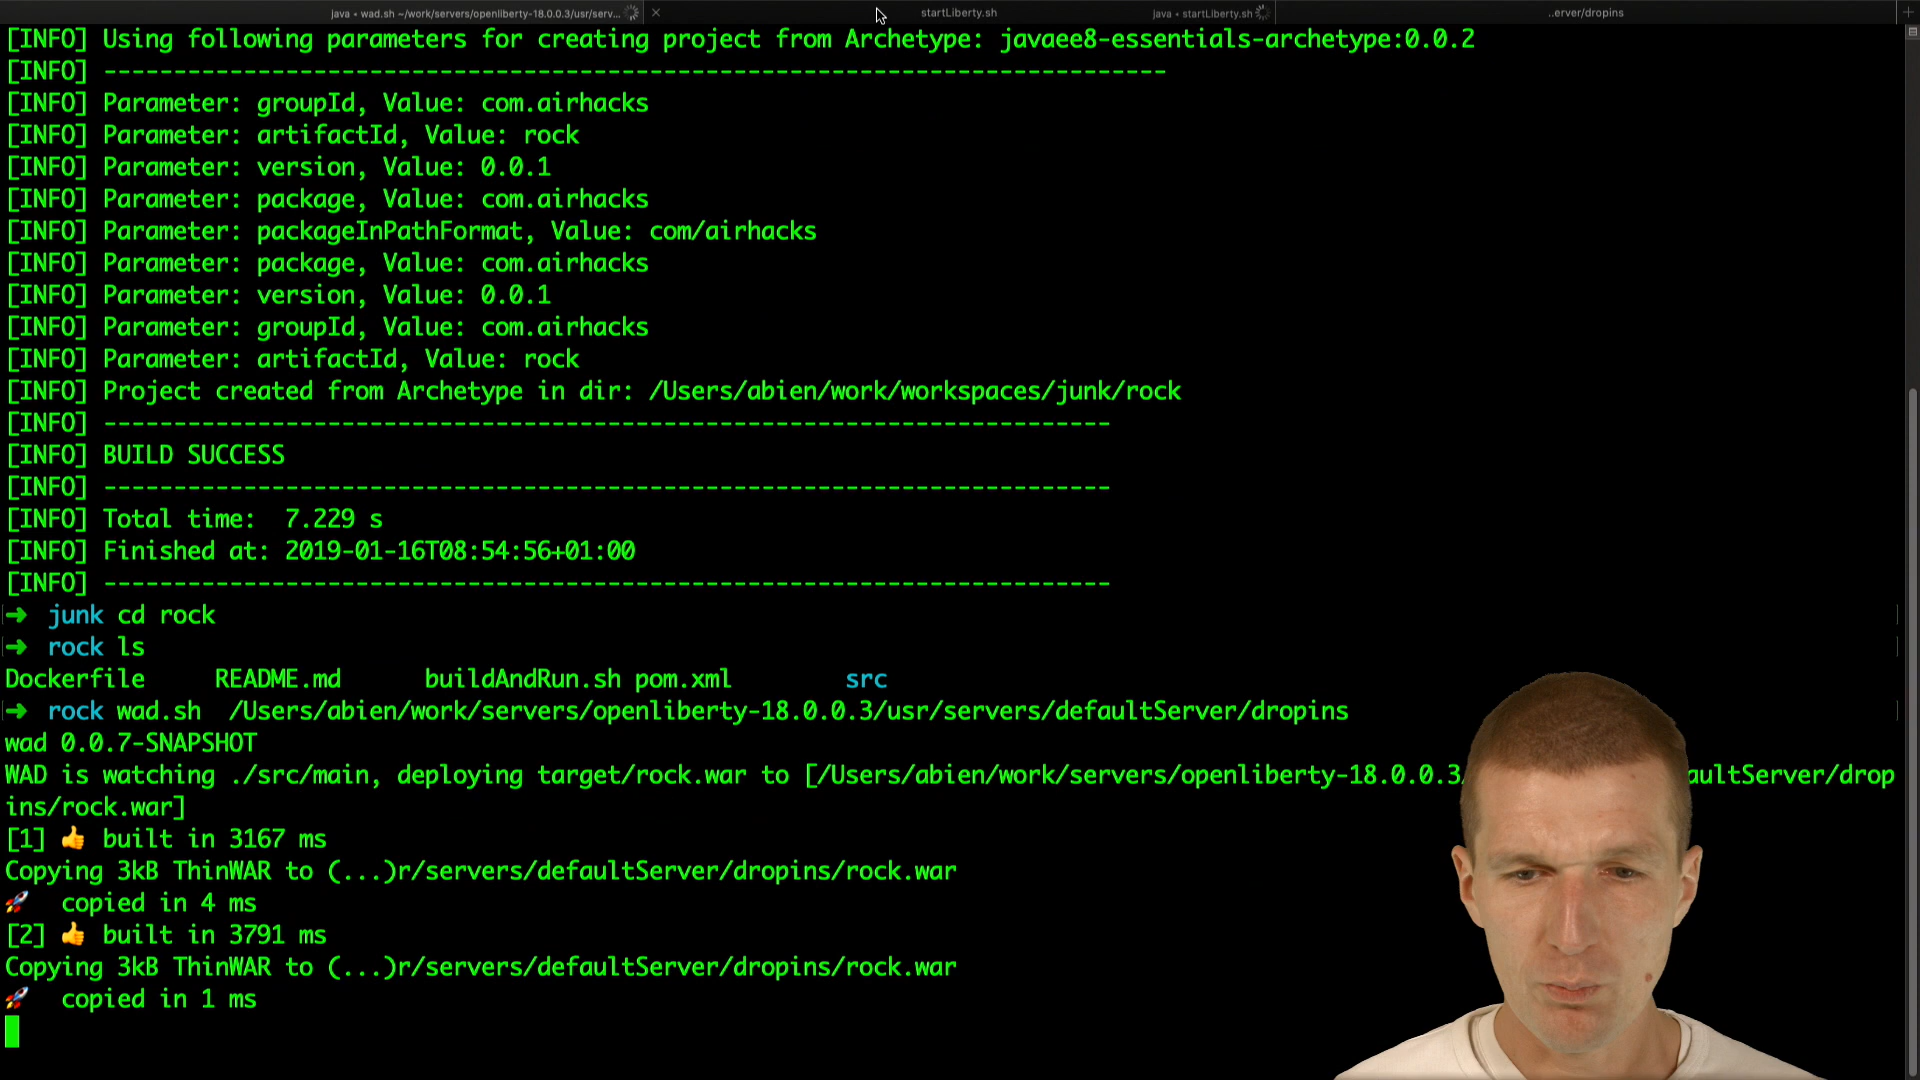 java • wad.sh ~/work/servers/openliberty-18.0.0.3/usr/serv...
startLiberty.sh
java • startLiberty.sh
..erver/dropins
[INFO] Using following parameters for creating project from Archetype: javaee8-essentials-archetype:0.0.2
[INFO] ----------------------------------------------------------------------------
[INFO] Parameter: groupId, Value: com.airhacks
[INFO] Parameter: artifactId, Value: rock
[INFO] Parameter: version, Value: 0.0.1
[INFO] Parameter: package, Value: com.airhacks
[INFO] Parameter: packageInPathFormat, Value: com/airhacks
[INFO] Parameter: package, Value: com.airhacks
[INFO] Parameter: version, Value: 0.0.1
[INFO] Parameter: groupId, Value: com.airhacks
[INFO] Parameter: artifactId, Value: rock
[INFO] Project created from Archetype in dir: /Users/abien/work/workspaces/junk/rock
[INFO] ------------------------------------------------------------------------
[INFO] BUILD SUCCESS
[INFO] ------------------------------------------------------------------------
[INFO] Total time:  7.229 s
[INFO] Finished at: 2019-01-16T08:54:56+01:00
[INFO] ------------------------------------------------------------------------
➜  junk cd rock
➜  rock ls
Dockerfile     README.md      buildAndRun.sh pom.xml        src
➜  rock wad.sh  /Users/abien/work/servers/openliberty-18.0.0.3/usr/servers/defaultServer/dropins
wad 0.0.7-SNAPSHOT
WAD is watching ./src/main, deploying target/rock.war to [/Users/abien/work/servers/openliberty-18.0.0.3/ aultServer/drop
ins/rock.war]
[1] 👍 built in 3167 ms
Copying 3kB ThinWAR to (...)r/servers/defaultServer/dropins/rock.war
🚀  copied in 4 ms
[2] 👍 built in 3791 ms
Copying 3kB ThinWAR to (...)r/servers/defaultServer/dropins/rock.war
🚀  copied in 1 ms